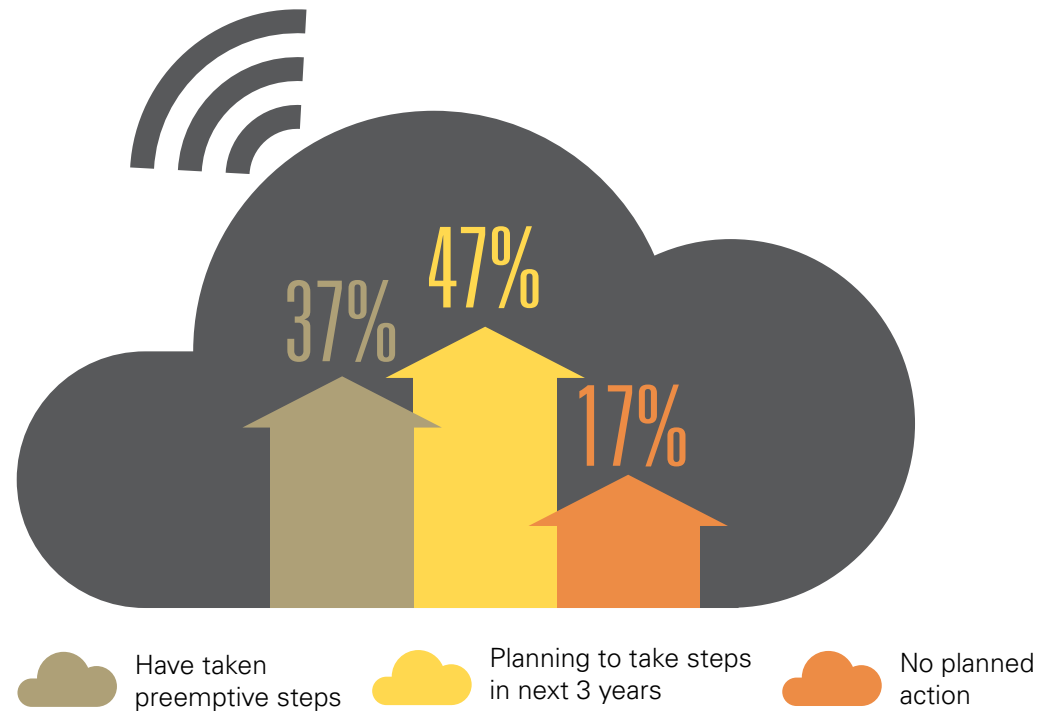 37%
47%
17%
Have taken
preemptive steps
Planning to take steps
in next 3 years
No planned
action